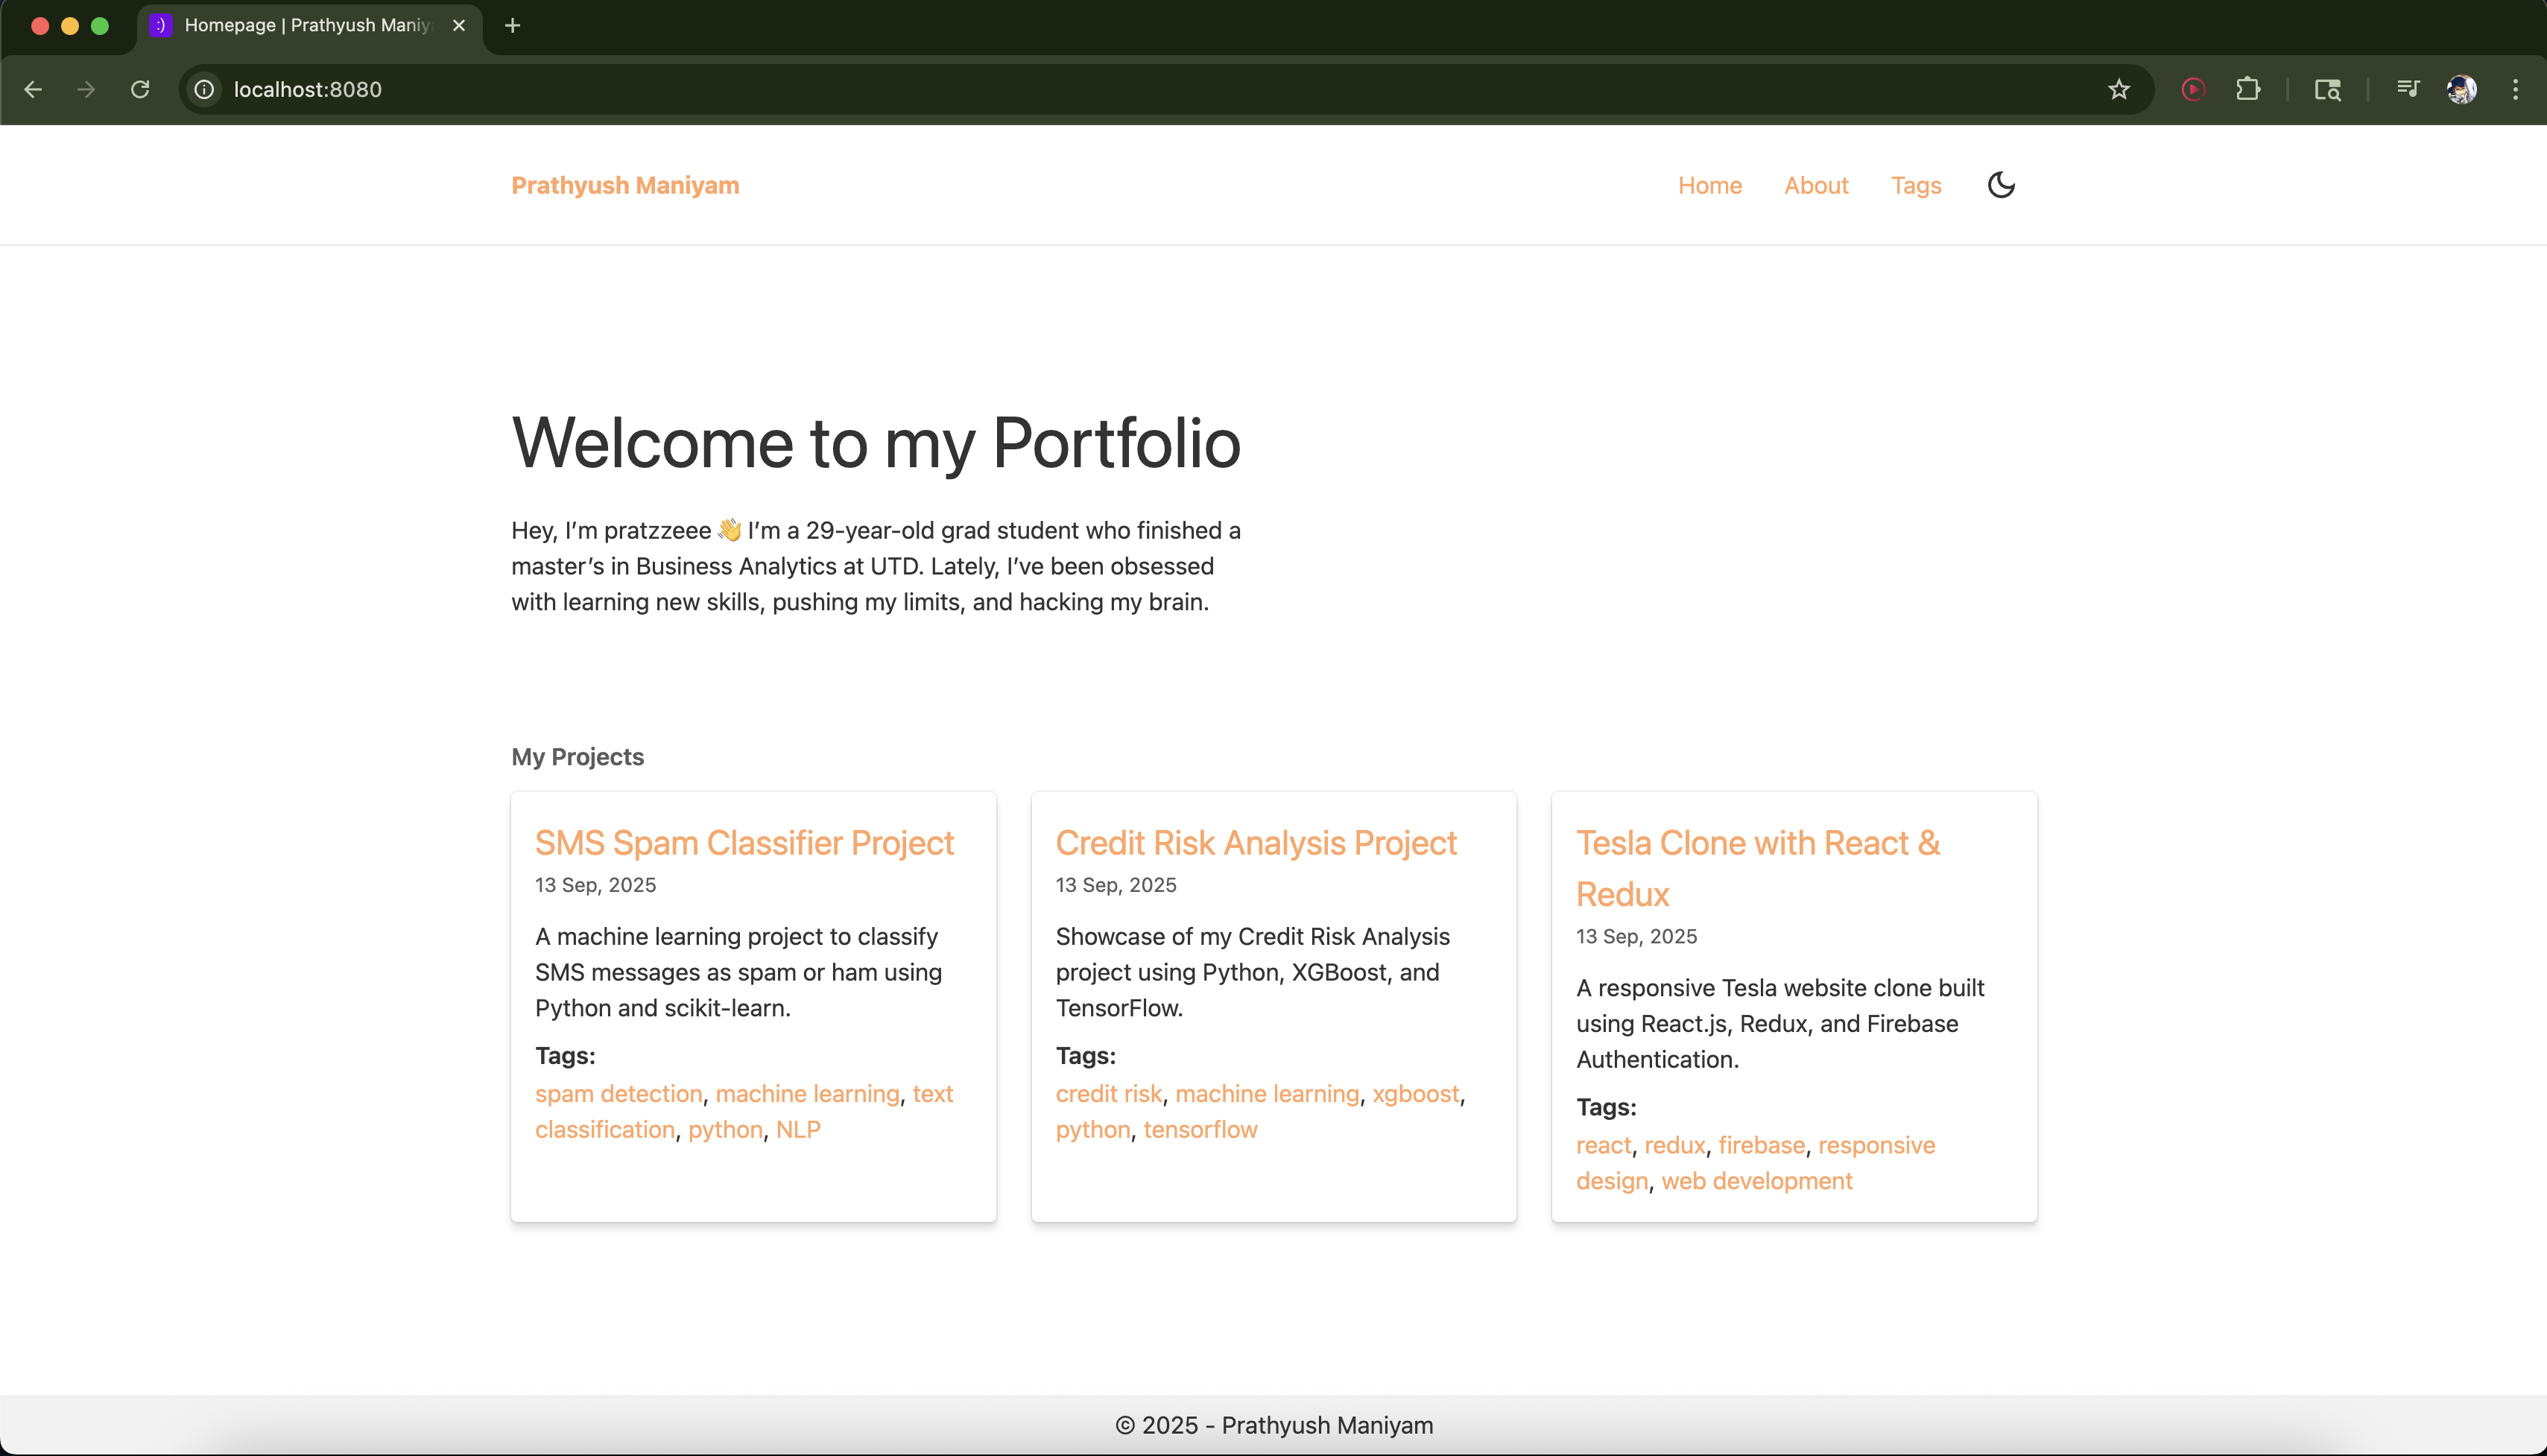 :) Homepage | Prathyush Maniy
localhost:8080
Prathyush Maniyam
Home About Tags
Welcome to my Portfolio
Hey, I’m pratzzeee 👋 I’m a 29-year-old grad student who finished a
master’s in Business Analytics at UTD. Lately, I’ve been obsessed
with learning new skills, pushing my limits, and hacking my brain.
My Projects
SMS Spam Classifier Project
13 Sep, 2025
A machine learning project to classify
SMS messages as spam or ham using
Python and scikit-learn.
Tags:
spam detection, machine learning, text
classification, python, NLP
Credit Risk Analysis Project
13 Sep, 2025
Showcase of my Credit Risk Analysis
project using Python, XGBoost, and
TensorFlow.
Tags:
credit risk, machine learning, xgboost,
python, tensorflow
Tesla Clone with React &
Redux
13 Sep, 2025
A responsive Tesla website clone built
using React.js, Redux, and Firebase
Authentication.
Tags:
react, redux, firebase, responsive
design, web development
© 2025 - Prathyush Maniyam